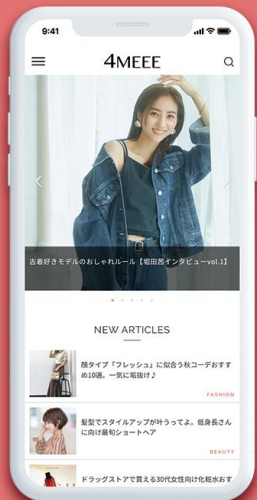 9:41
4MEEE
古着好きモデルのおしゃれルール【堀田茜インタビューvol.1】
NEW ARTICLES
顔タイプ「フレッシュ」に似合う秋コーデおすす
め10選。一気に垢抜け♪
FASHION
髪型でスタイルアップが叶うってよ。低身長さん
に向け最旬ショートヘア
BEAUTY
ドラッグストアで買える30代女性向け化粧水おす